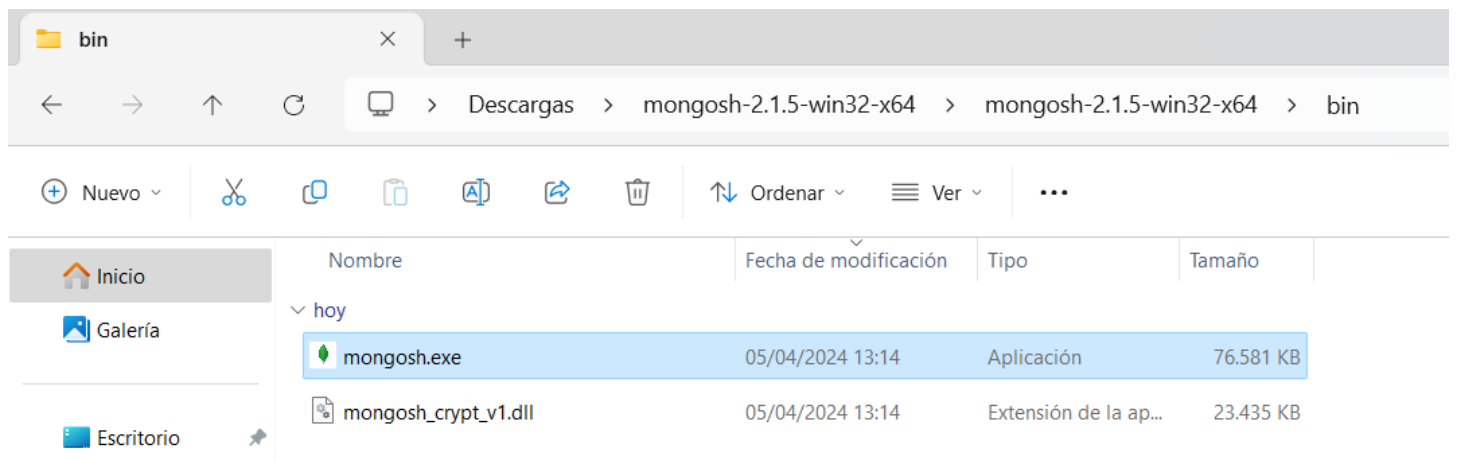 bin
Descargas > mongosh-2.1.5-win32-x64 > mongosh-2.1.5-win32-x64 > bin
Nuevo Ordenar Ver
Nombre Fecha de modificación Tipo Tamaño
Inicio
hoy
Galería
mongosh.exe 05/04/2024 13:14 Aplicación 76.581 KB
mongosh_crypt_v1.dll 05/04/2024 13:14 Extensión de la ap... 23.435 KB
Escritorio